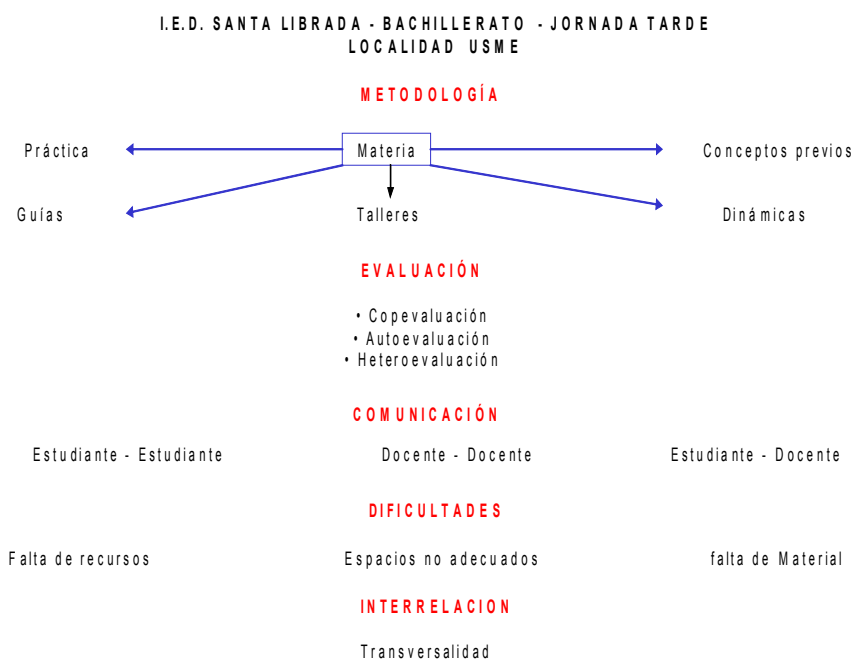 I.E.D. SANTA LIBRADA - BACHILLERATO - JORNADA TARDE
LOCALIDAD USME
METODOLOGÍA
Práctica Materia Conceptos previos
Guías Talleres Dinámicas
EVALUACIÓN
• Copevaluación
• Autoevaluación
• Heteroevaluación
COMUNICACIÓN
Estudiante - Estudiante Docente - Docente Estudiante - Docente
DIFICULTADES
Falta de recursos Espacios no adecuados falta de Material
INTERRELACION
Transversalidad